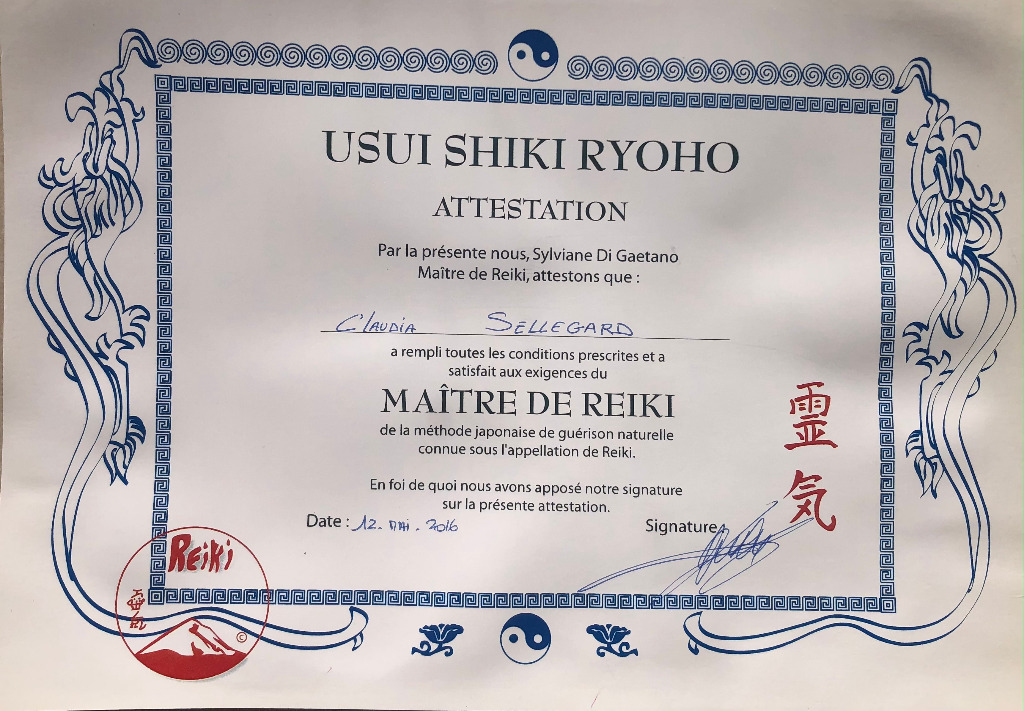 USUI SHIKI RYOHO
ATTESTATION
Par la présente nous, Sylviane Di Gaetano
Maître de Reiki, attestons que :
Claudia SELLEGARD
a rempli toutes les conditions prescrites et a
satisfait aux exigences du
MAÎTRE DE REIKI
de la méthode japonaise de guérison naturelle
connue sous l'appellation de Reiki.
En foi de quoi nous avons apposé notre signature
sur la présente attestation.
Date : 12. MAI. 2016
Signature
靈
気
Reiki
©